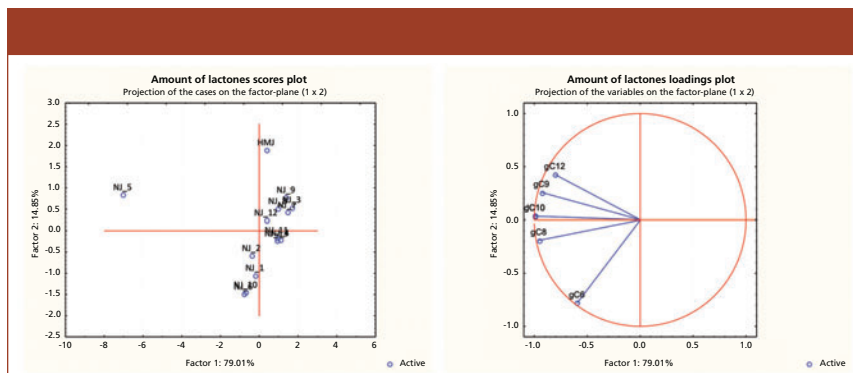 Amount of lactones scores plot
Projection of the cases on the factor-plane (1 x 2)
3.0
2.5
2.0
1.5
1.0
0.5
0.0
-0.5
-1.0
-1.5
-2.0
-2.5
Factor 2: 14.85%
HMJ
NJ_5
NJ_9
NJ_3
NJ_12
NJ_11
NJ_2
NJ_1
-10 -8 -6 -4 -2 0 2 4 6
Factor 1: 79.01%
Active
Amount of lactones loadings plot
Projection of the variables on the factor-plane (1 x 2)
1.0
0.5
0.0
-0.5
-1.0
Factor 2: 14.85%
gC12
gC9
gC10
gC8
gC6
-1.0 -0.5 0.0 0.5 1.0
Factor 1: 79.01%
Active